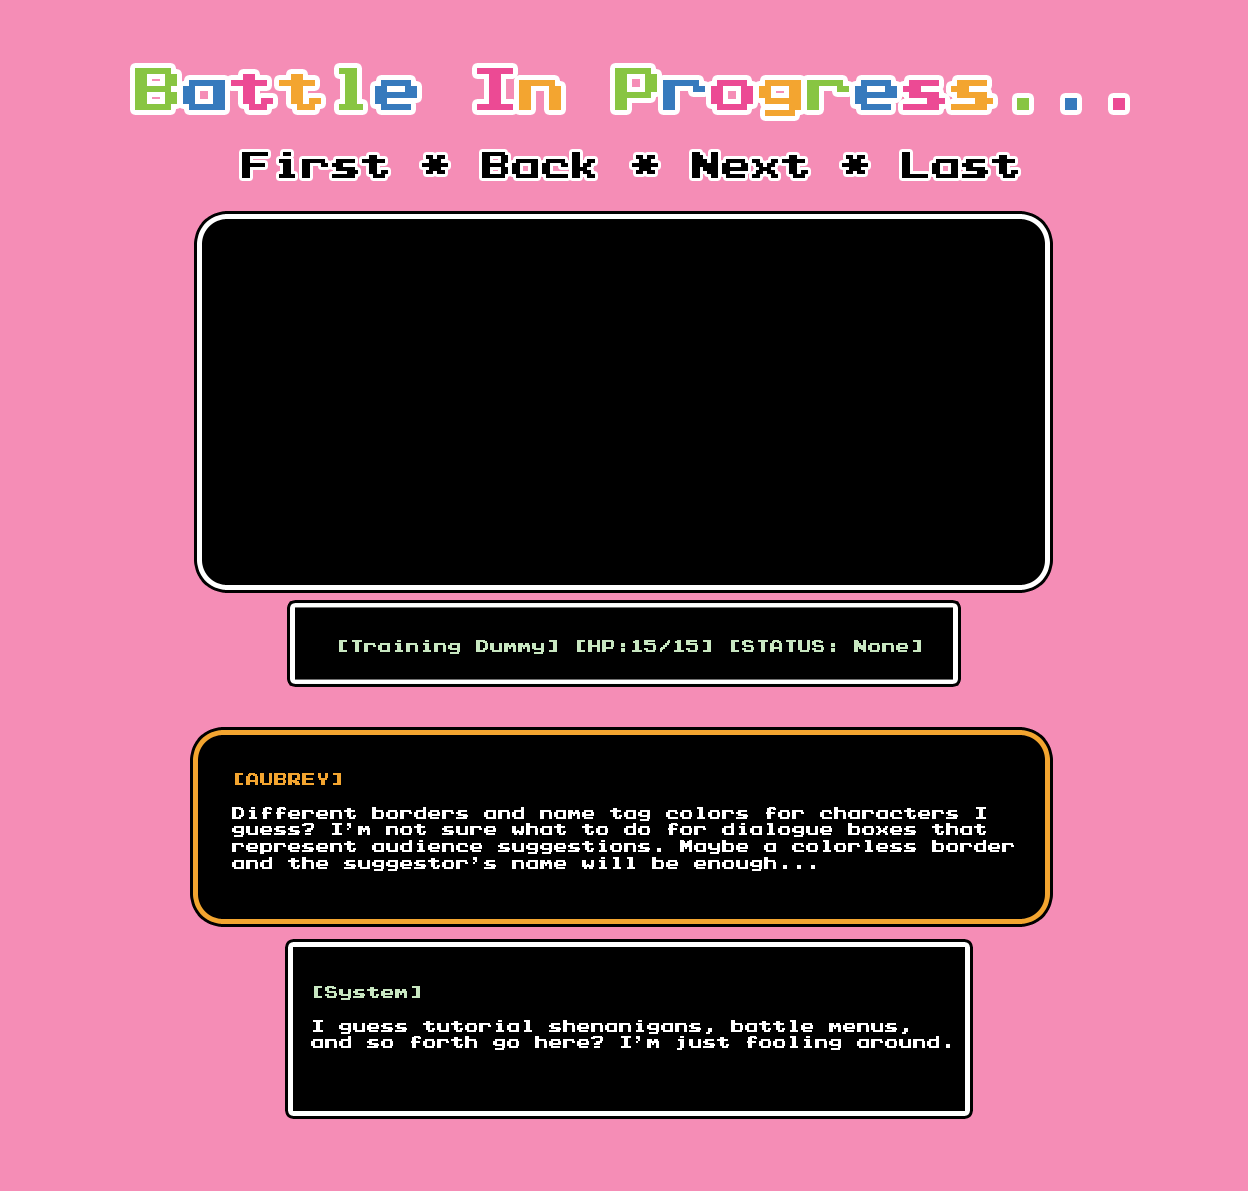 Battle In Progress...
First * Back * Next * Last
[Training Dummy] [HP:15/15] [STATUS: None]
[AUBREY]
Different borders and name tag colors for characters I
guess? I'm not sure what to do for dialogue boxes that
represent audience suggestions. Maybe a colorless border
and the suggestor's name will be enough...
[System]
I guess tutorial shenanigans, battle menus,
and so forth go here? I'm just fooling around.